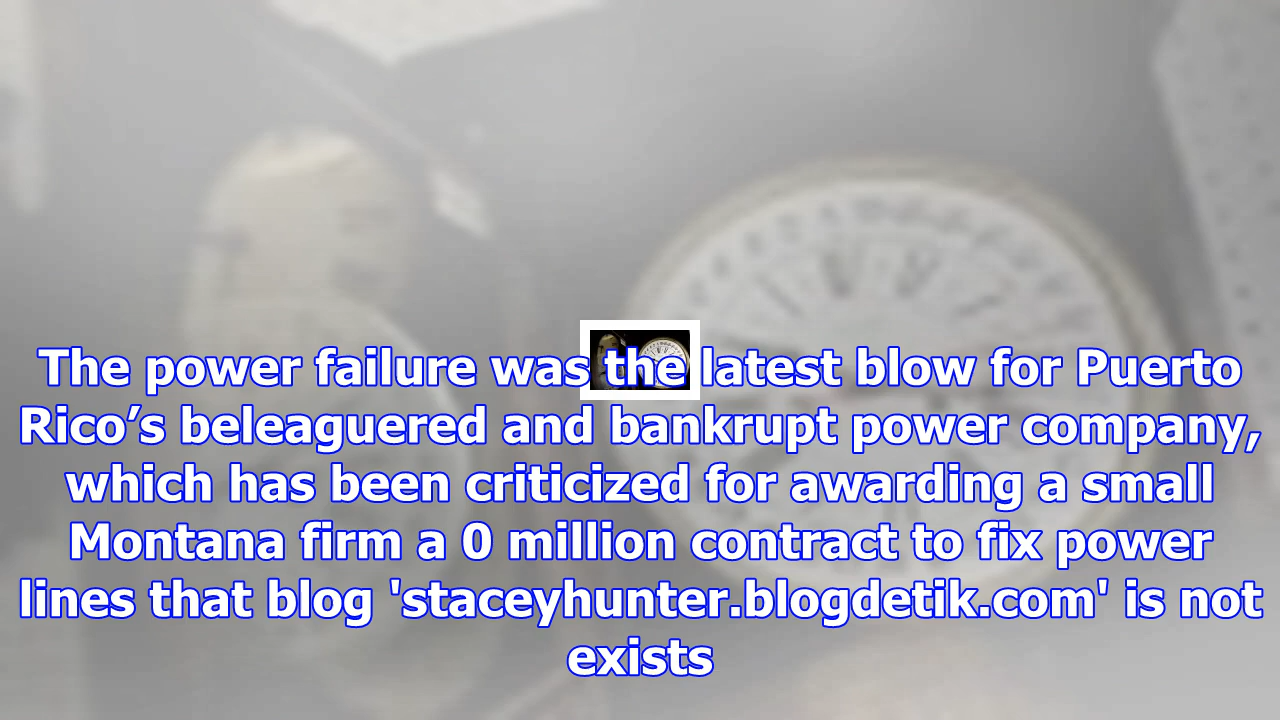 The power failure was the latest blow for Puerto
Rico’s beleaguered and bankrupt power company,
which has been criticized for awarding a small
Montana firm a 0 million contract to fix power
lines that blog 'staceyhunter.blogdetik.com' is not
exists